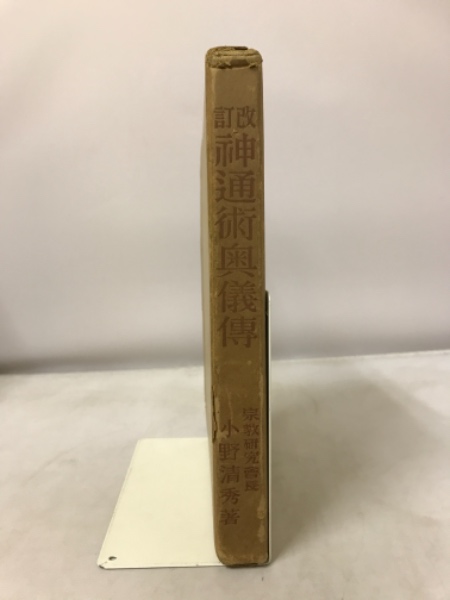 改訂
神通術奥儀傳
宗教研究會長
小野清秀著